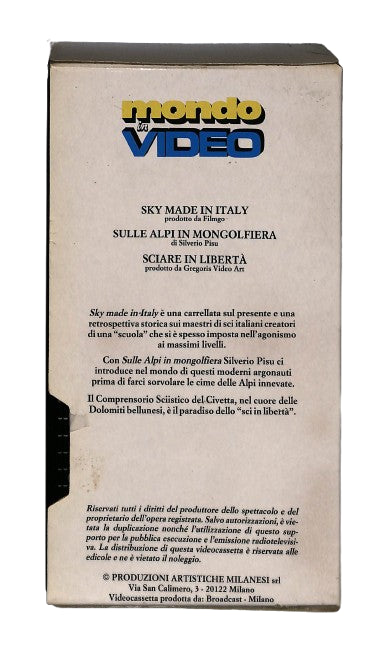 mondo
in
VIDEO
SKY MADE IN ITALY
prodotto da Filmgo
SULLE ALPI IN MONGOLFIERA
di Silverio Pisu
SCIARE IN LIBERTÀ
prodotto da Gregoris Video Art
Sky made in Italy è una carrellata sul presente e una
retrospettiva storica sui maestri di sci italiani creatori
di una “scuola” che si è spesso imposta nell'agonismo
ai massimi livelli.
Con Sulle Alpi in mongolfiera Silverio Pisu ci
introduce nel mondo di questi moderni argonauti
prima di farci sorvolare le cime delle Alpi innevate.
Il Comprensorio Sciistico del Civetta, nel cuore delle
Dolomiti bellunesi, è il paradiso dello “sci in libertà”.
Riservati tutti i diritti del produttore dello spettacolo e del
proprietario dell'opera registrata. Salvo autorizzazioni, è vie-
tata la duplicazione nonché l'utilizzazione di questo sup-
porto per la pubblica esecuzione e l'emissione radiotelevisi-
va. La distribuzione di questa videocassetta è riservata alle
edicole e ne è vietato il noleggio.
© PRODUZIONI ARTISTICHE MILANESI srl
Via San Calimero, 3 - 20122 Milano
Videocassetta prodotta da: Broadcast - Milano